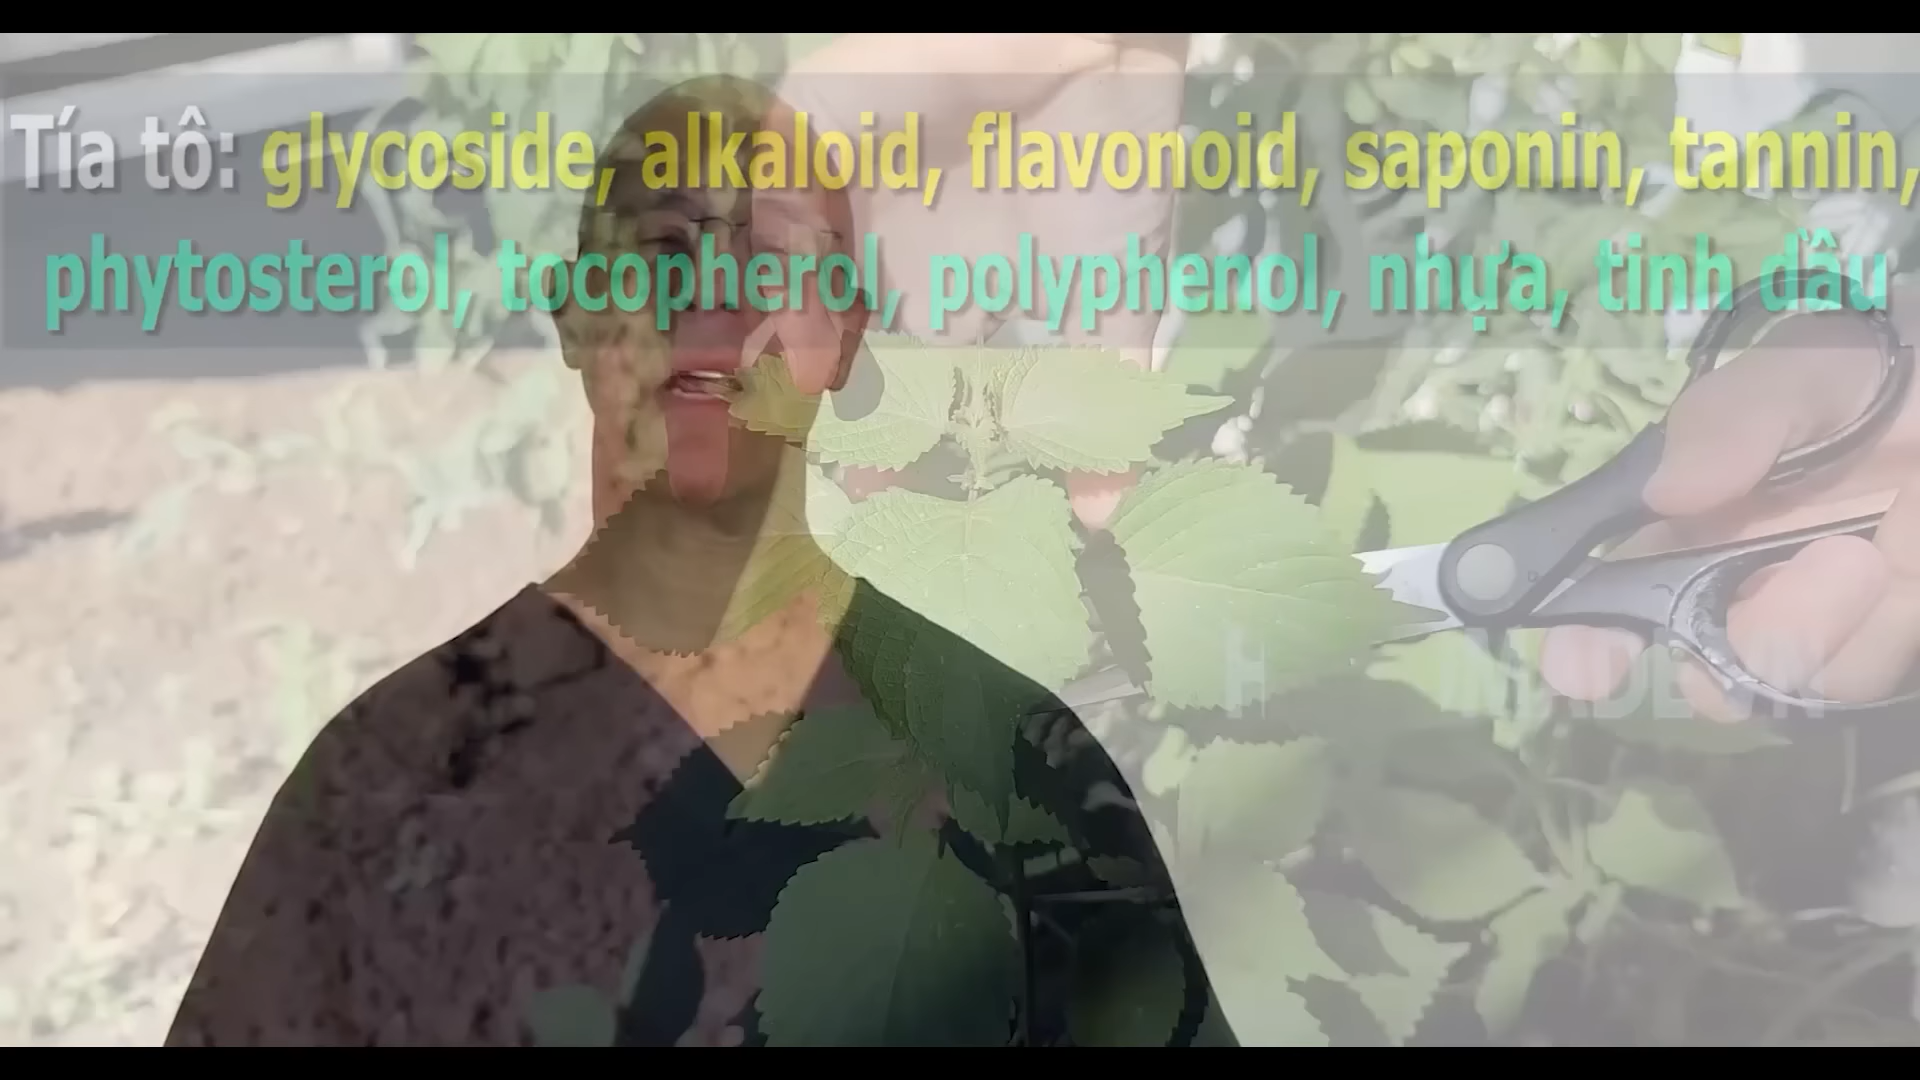 Tía tô: glycoside, alkaloid, flavonoid, saponin, tannin,
phytosterol, tocopherol, polyphenol, nhựa, tinh dầu